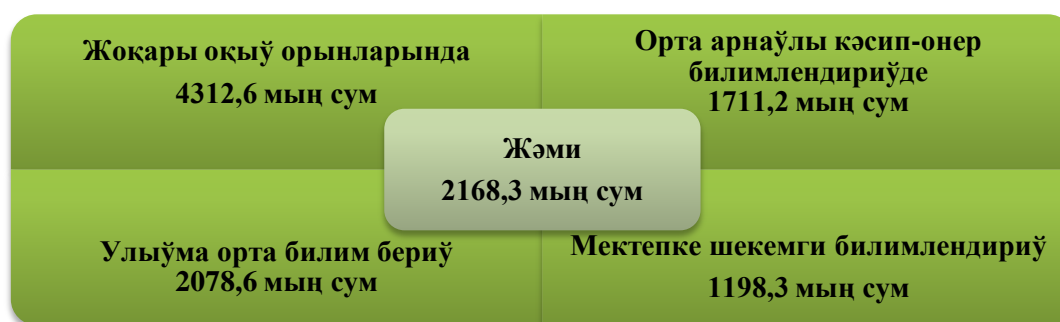 Жоқары оқыў орынларында
4312,6 мың сум
Орта арнаўлы кәсип-онер
билимлендириўде
1711,2 мың сум
Жәми
2168,3 мың сум
Улыўма орта билим бериў
2078,6 мың сум
Мектепке шекемги билимлендириў
1198,3 мың сум